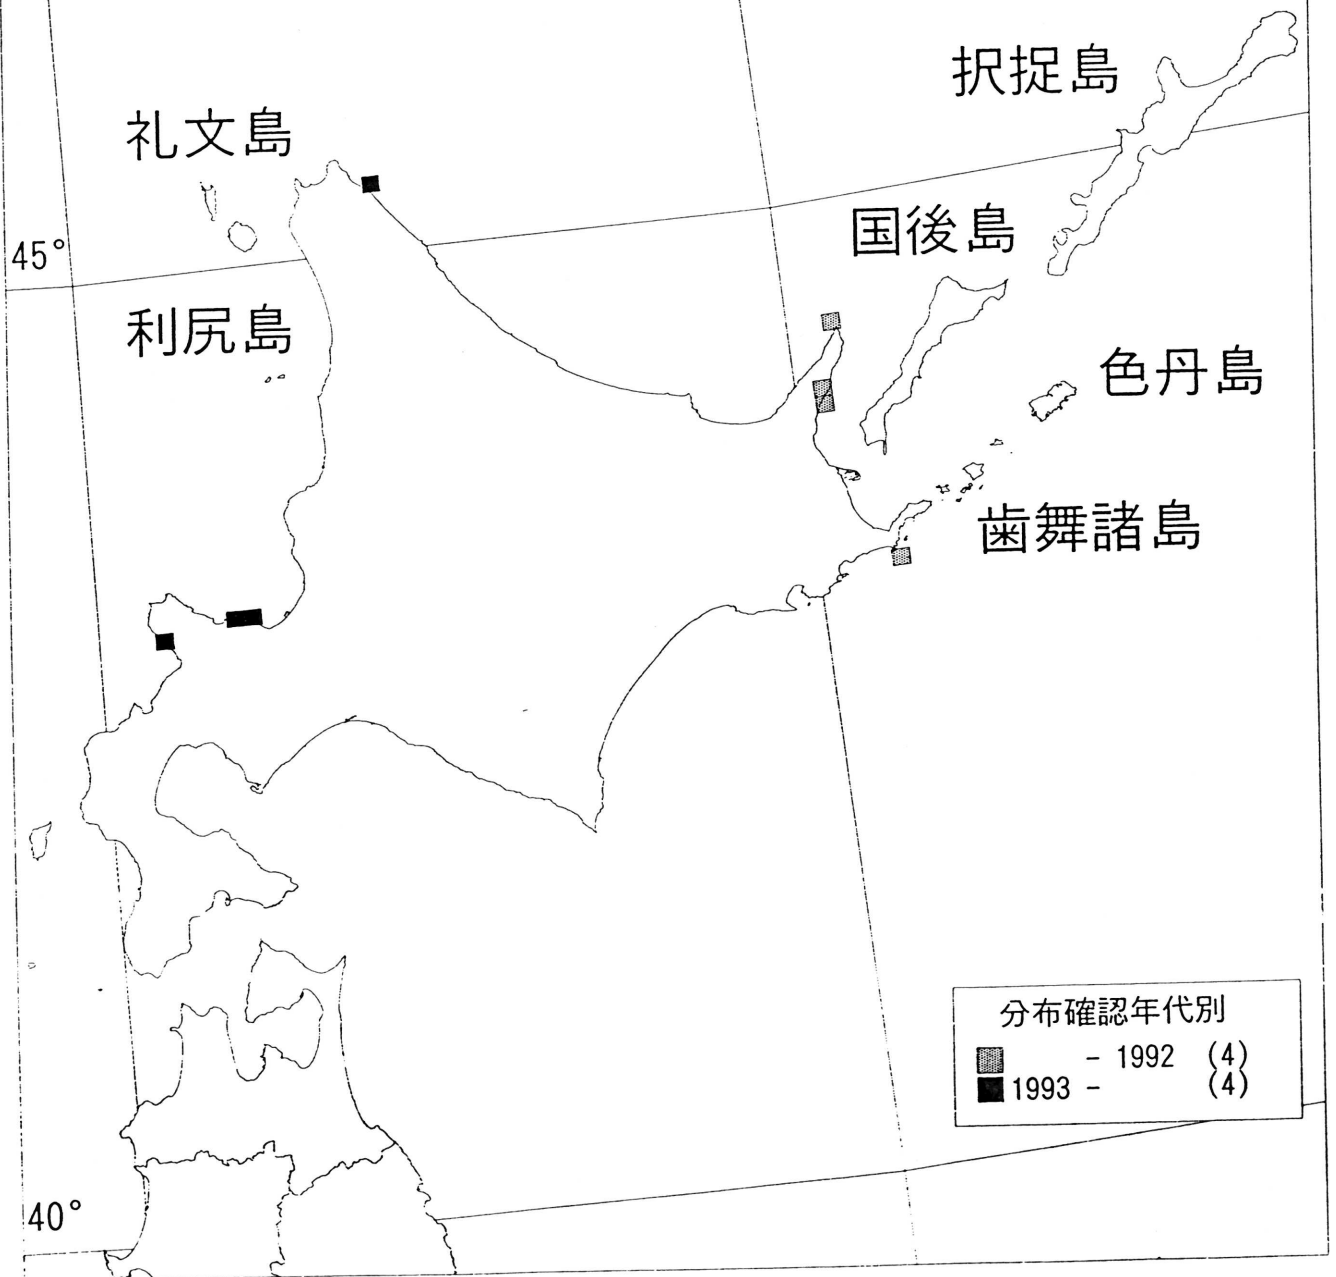 択捉島
礼文島
国後島
45°
利尻島
色丹島
歯舞諸島
分布確認年代別
- 1992 (4)
1993 - (4)
40°